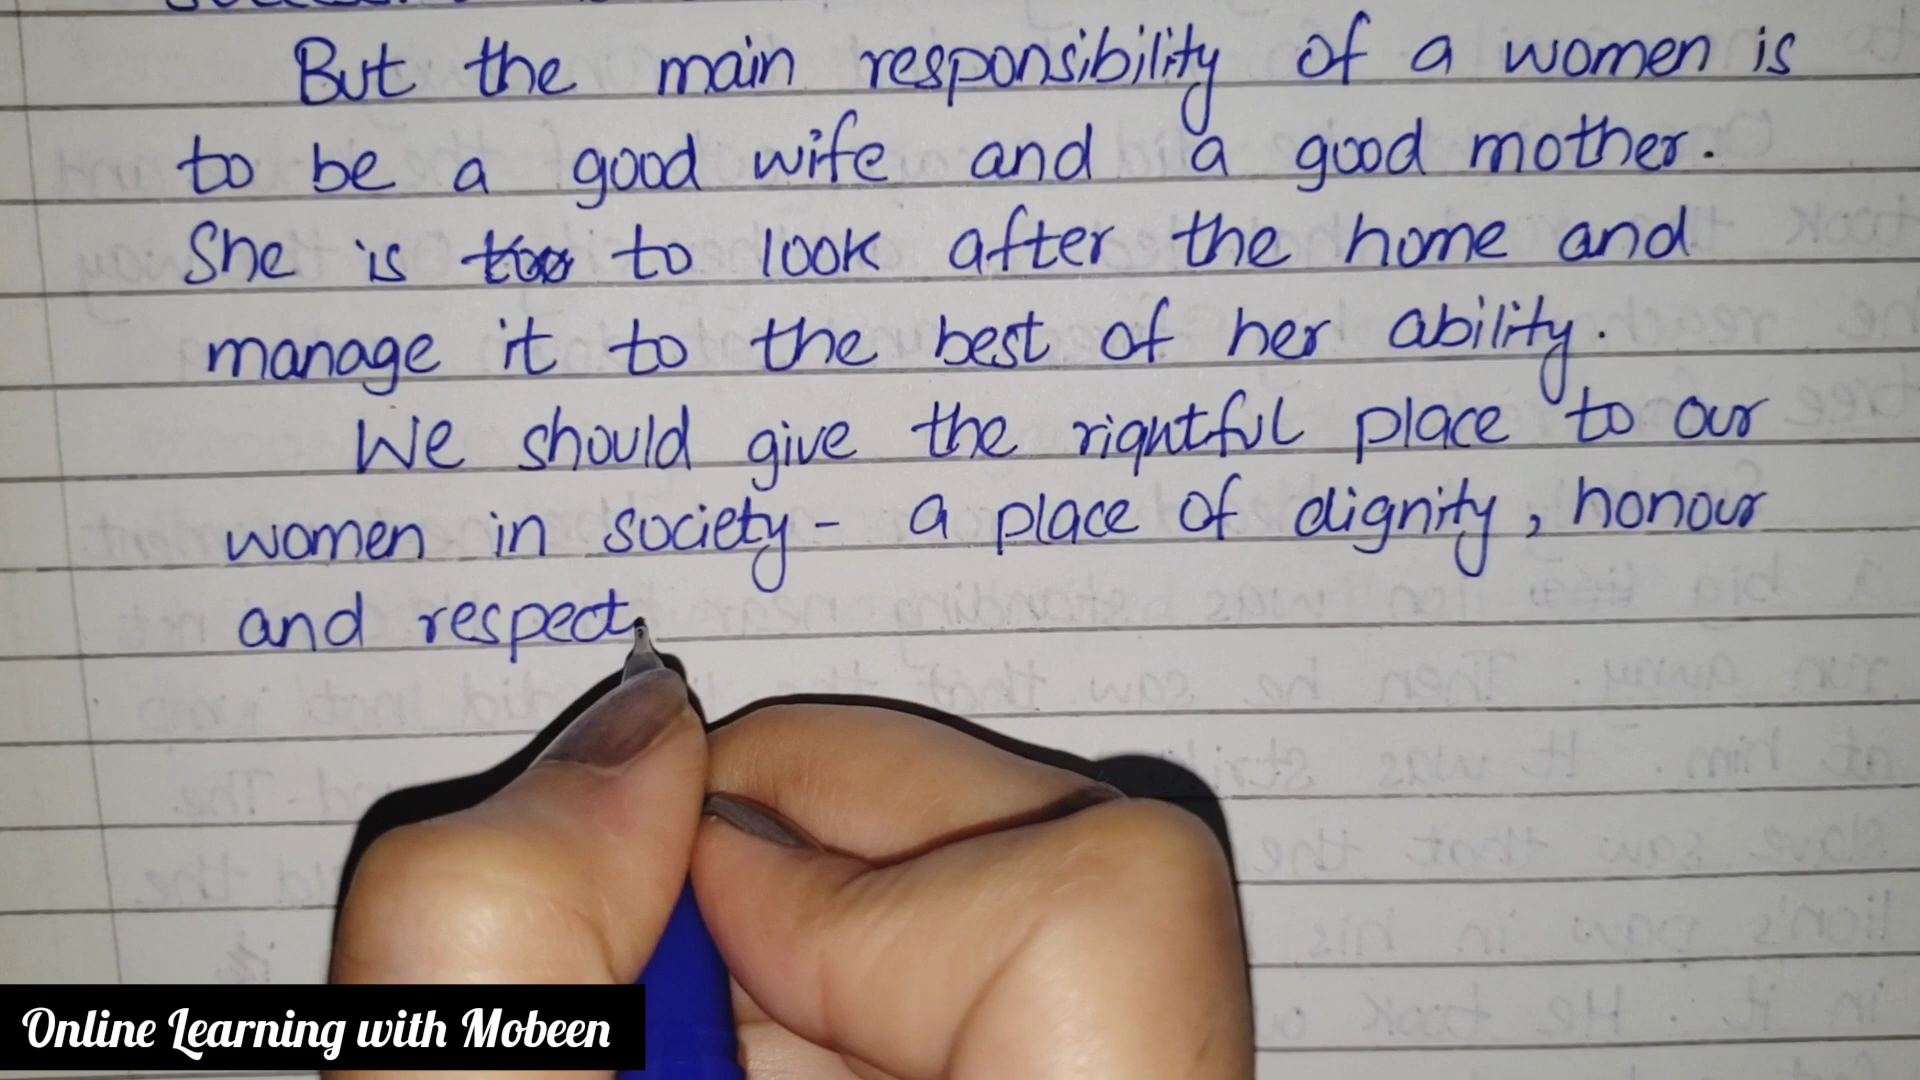 But the main responsibility of a women is
to be a good wife and a good mother.
She is to look after the home and
manage it to the best of her ability.
We should give the rightful place to our
women in society - a place of dignity, honour
and respect
Online Learning with Mobeen